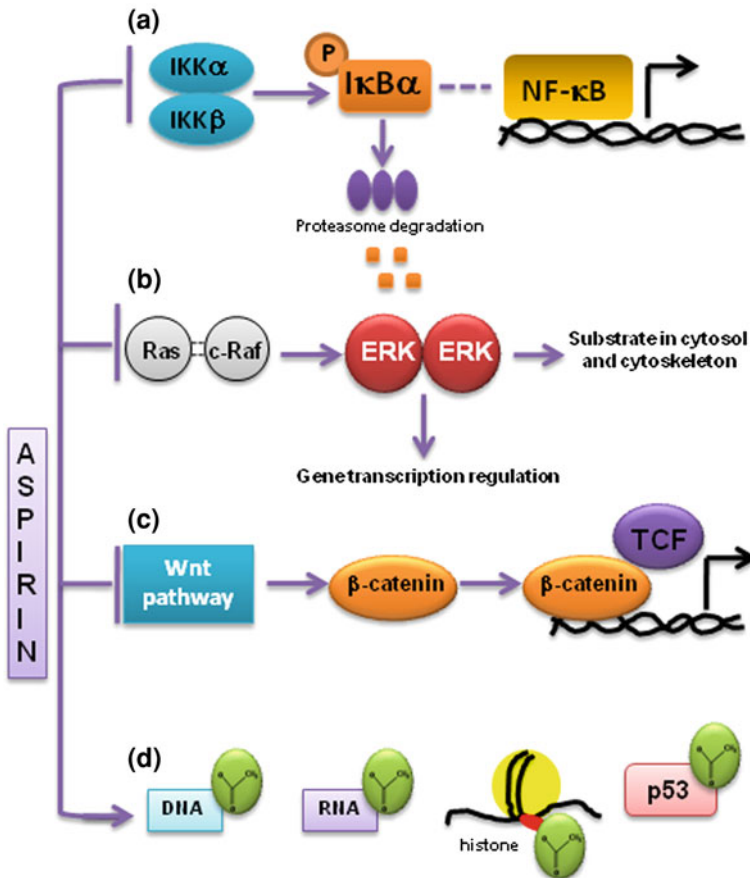 (a)
IKKα
IKKβ
P
IκBα
NF-κB
Proteasome degradation
(b)
Ras
c-Raf
ERK
ERK
Substrate in cytosol
and cytoskeleton
Gene transcription regulation
ASPIRIN
(c)
Wnt
pathway
β-catenin
β-catenin
TCF
(d)
DNA
RNA
histone
p53